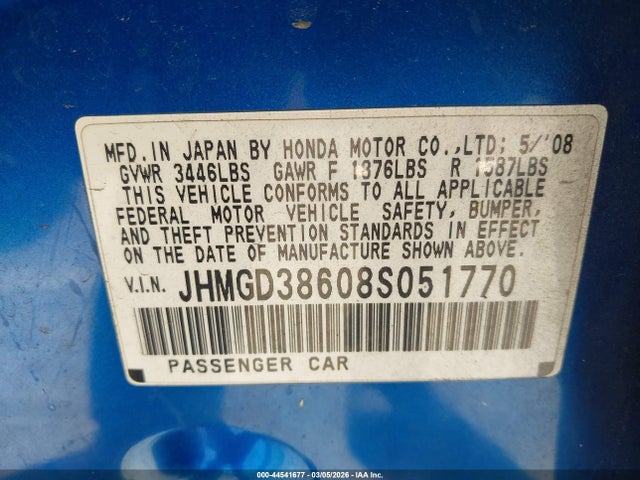 MFD. IN JAPAN BY HONDA MOTOR CO., LTD; 5/'08
GVWR 3446LBS GAWR F 1376LBS R 1587LBS
THIS VEHICLE CONFORMS TO ALL APPLICABLE
FEDERAL MOTOR VEHICLE SAFETY, BUMPER,
AND THEFT PREVENTION STANDARDS IN EFFECT
ON THE DATE OF MANUFACTURE SHOWN ABOVE.
V.I.N. JHMGD38608S051770
PASSENGER CAR
000-44541677 - 03/05/2026 - IAA Inc.